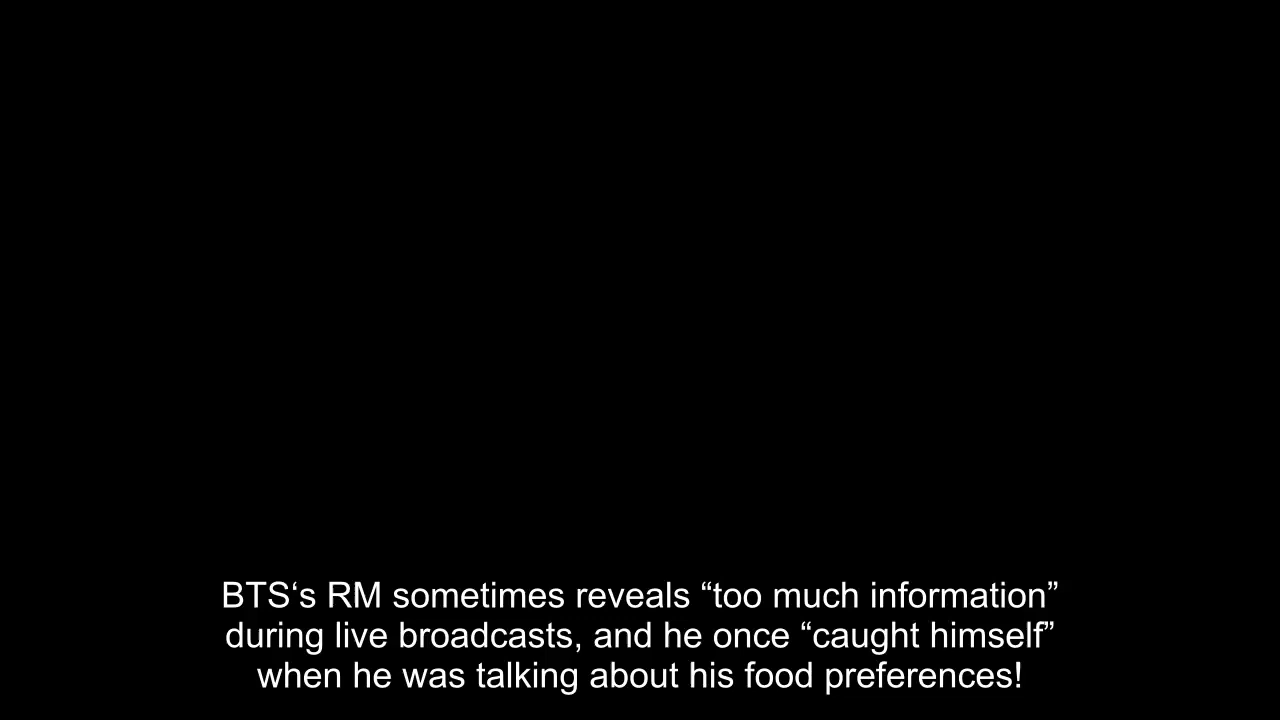 BTS‘s RM sometimes reveals “too much information”
during live broadcasts, and he once “caught himself”
when he was talking about his food preferences!